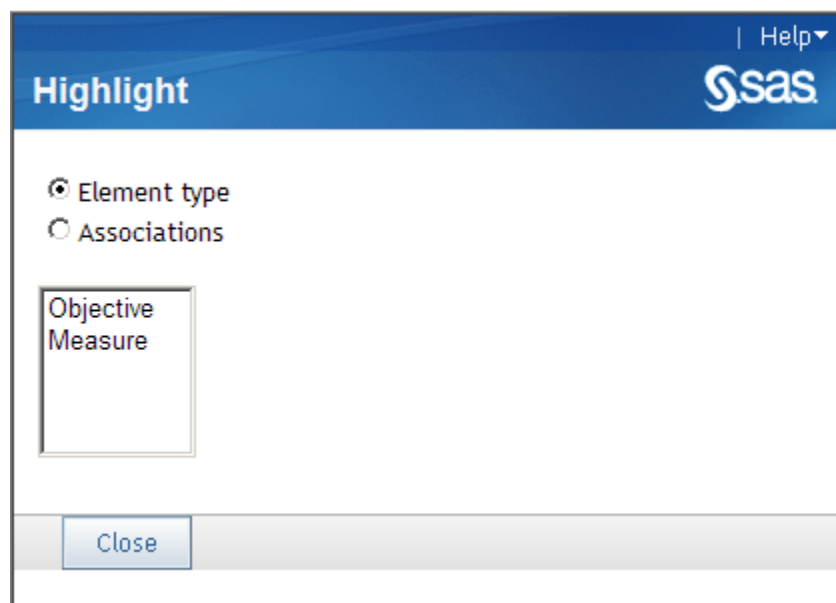 | Help
Highlight
sas
Element type
Associations
Objective
Measure
Close